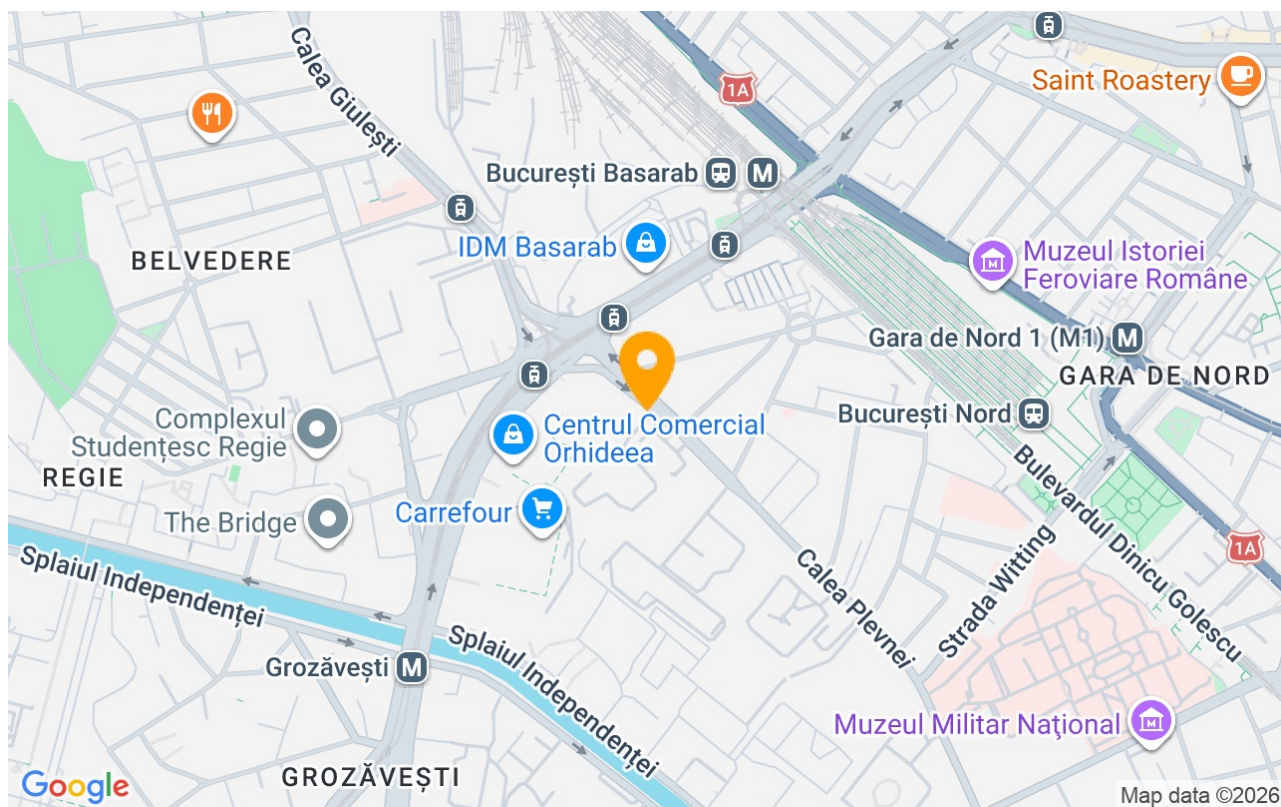 Calea Giulești
1A
Saint Roastery
București Basarab
M
IDM Basarab
BELVEDERE
Muzeul Istoriei
Feroviare Române
Gara de Nord 1 (M1)
M
GARA DE NORD
București Nord
Complexul
Studențesc Regie
Centrul Comercial
Orhideea
REGIE
The Bridge
Carrefour
Bulevardul Dinicu Golescu
1A
Splaiul Independenței
Calea Plevnei
Strada Witting
Splaiul Independenței
Grozăvești
M
Muzeul Militar Naţional
GROZĂVEȘTI
Google
Map data ©2026